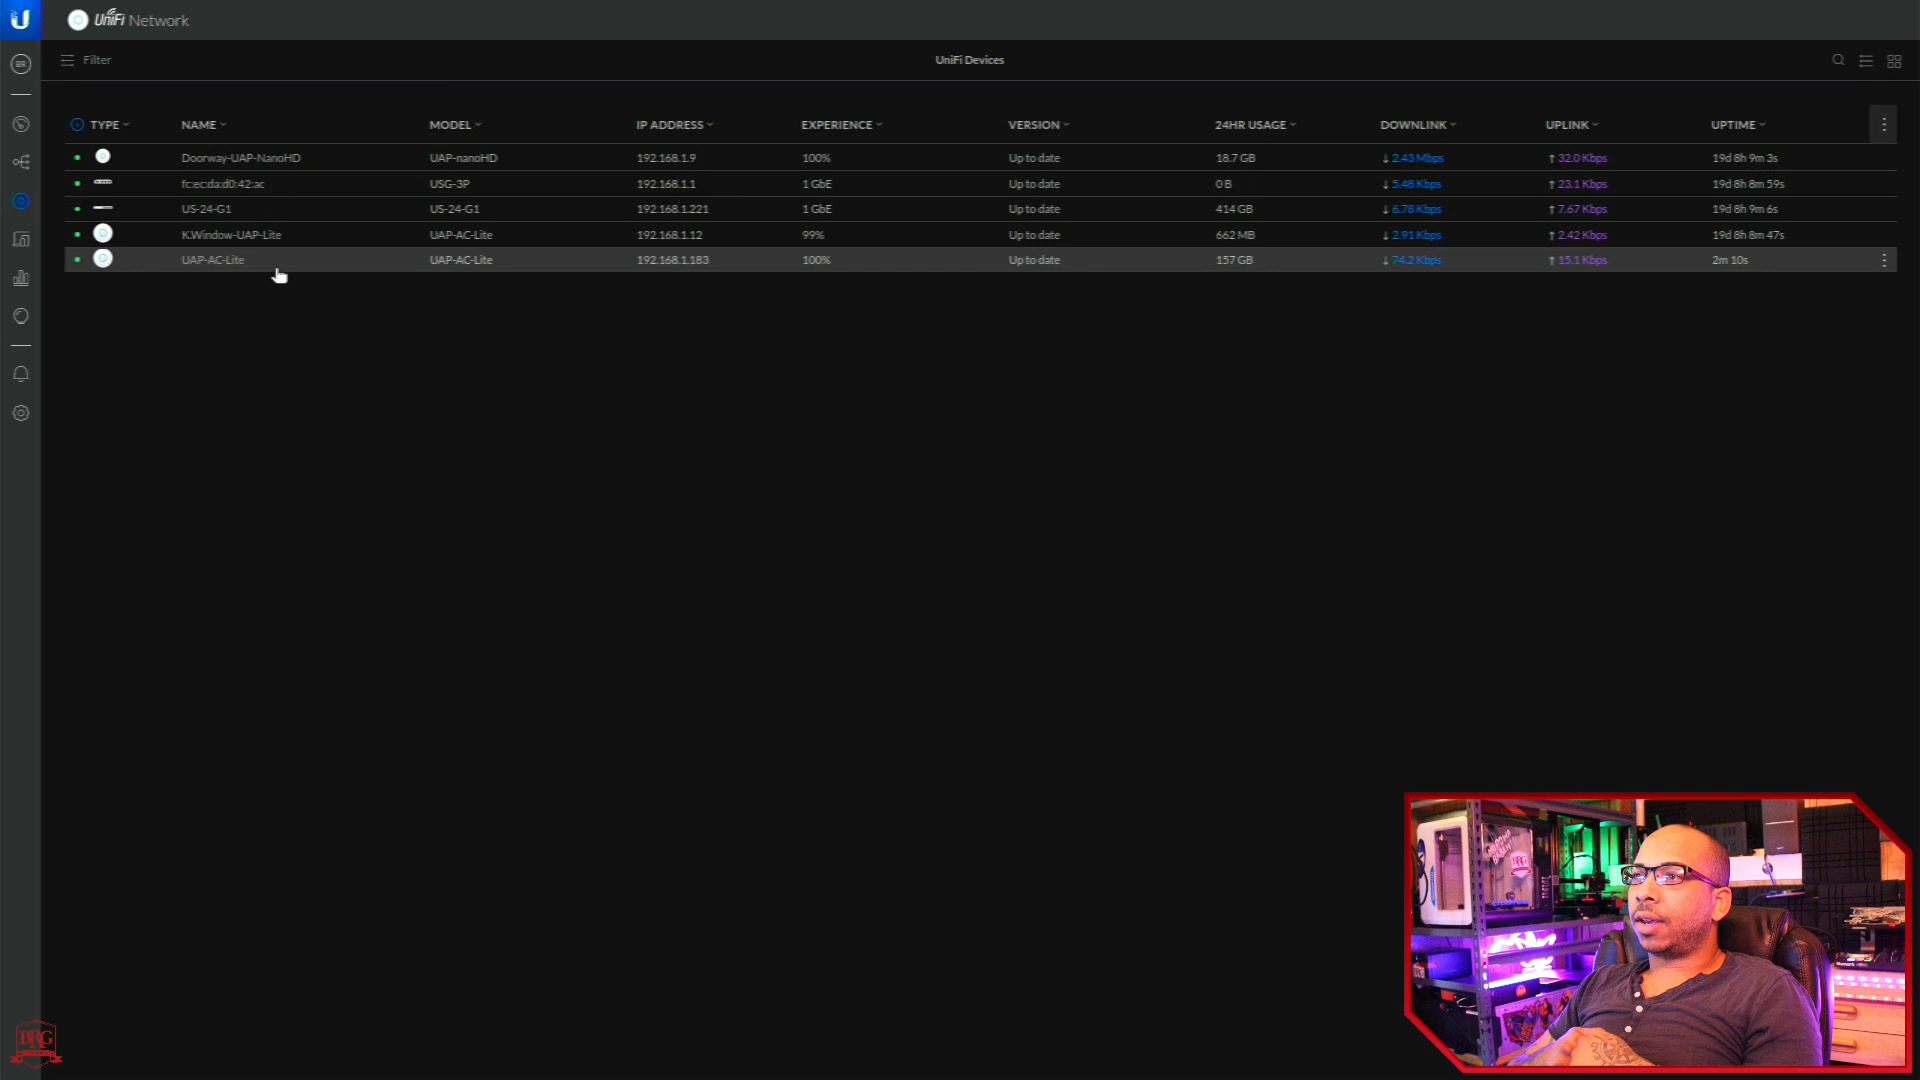 UniFi Network
BR
Filter
UniFi Devices
TYPE NAME MODEL IP ADDRESS EXPERIENCE VERSION 24HR USAGE DOWNLINK UPLINK UPTIME
Doorway-UAP-NanoHD UAP-nanoHD 192.168.1.9 100% Up to date 18.7 GB ↓ 2.43 Mbps ↑ 32.0 Kbps 19d 8h 9m 3s
fc:ec:da:d0:42:ac USG-3P 192.168.1.1 1 GbE Up to date 0 B ↓ 5.48 Kbps ↑ 23.1 Kbps 19d 8h 8m 59s
US-24-G1 US-24-G1 192.168.1.221 1 GbE Up to date 414 GB ↓ 6.78 Kbps ↑ 7.67 Kbps 19d 8h 9m 6s
K.Window-UAP-Lite UAP-AC-Lite 192.168.1.12 99% Up to date 662 MB ↓ 2.91 Kbps ↑ 2.42 Kbps 19d 8h 8m 47s
UAP-AC-Lite UAP-AC-Lite 192.168.1.183 100% Up to date 157 GB ↓ 74.2 Kbps ↑ 15.1 Kbps 2m 10s
BRG